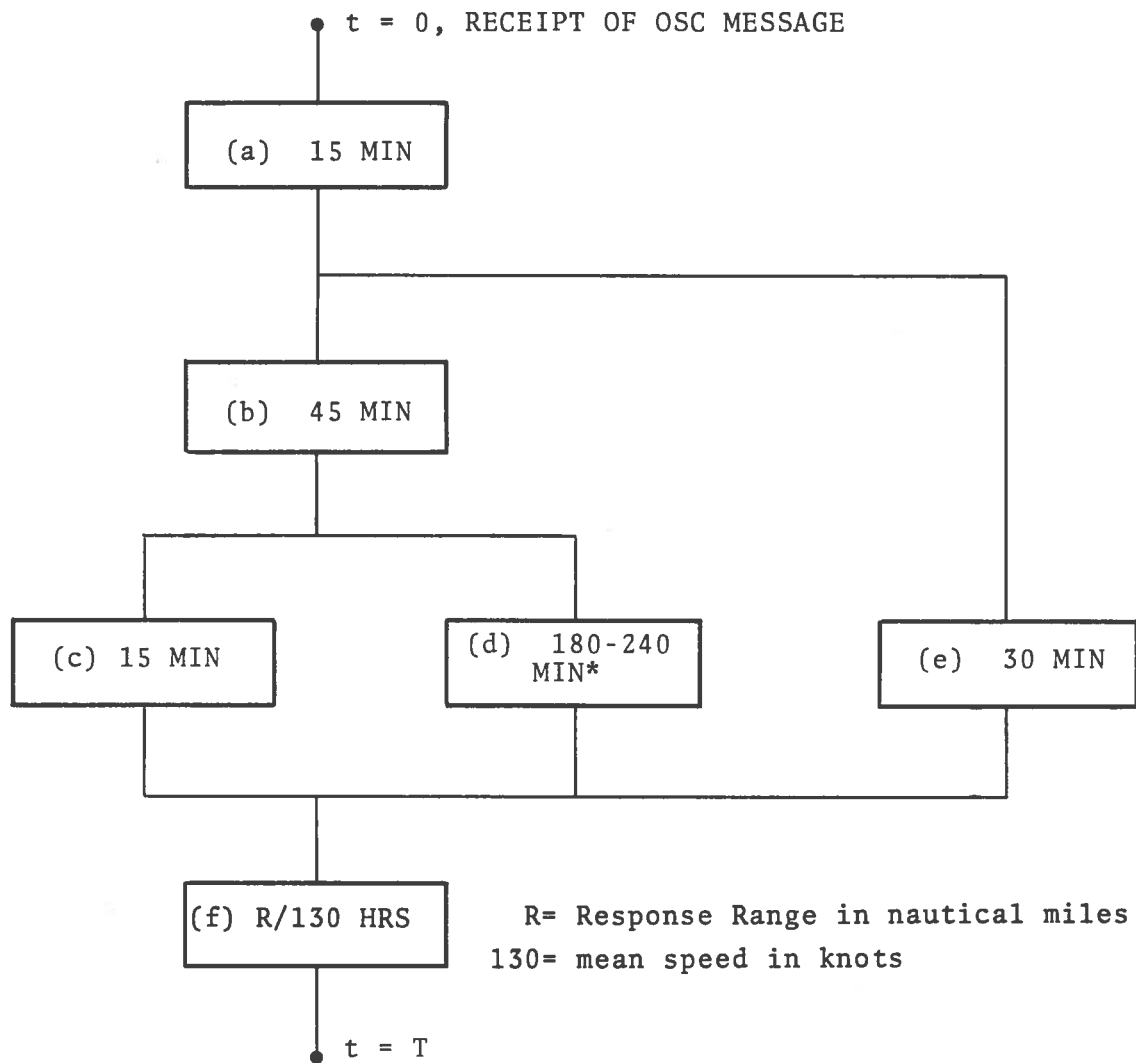 t = 0, RECEIPT OF OSC MESSAGE
(a) 15 MIN
(b) 45 MIN
(c) 15 MIN
(d) 180-240
MIN*
(e) 30 MIN
(f) R/130 HRS
R= Response Range in nautical miles
130= mean speed in knots
t = T